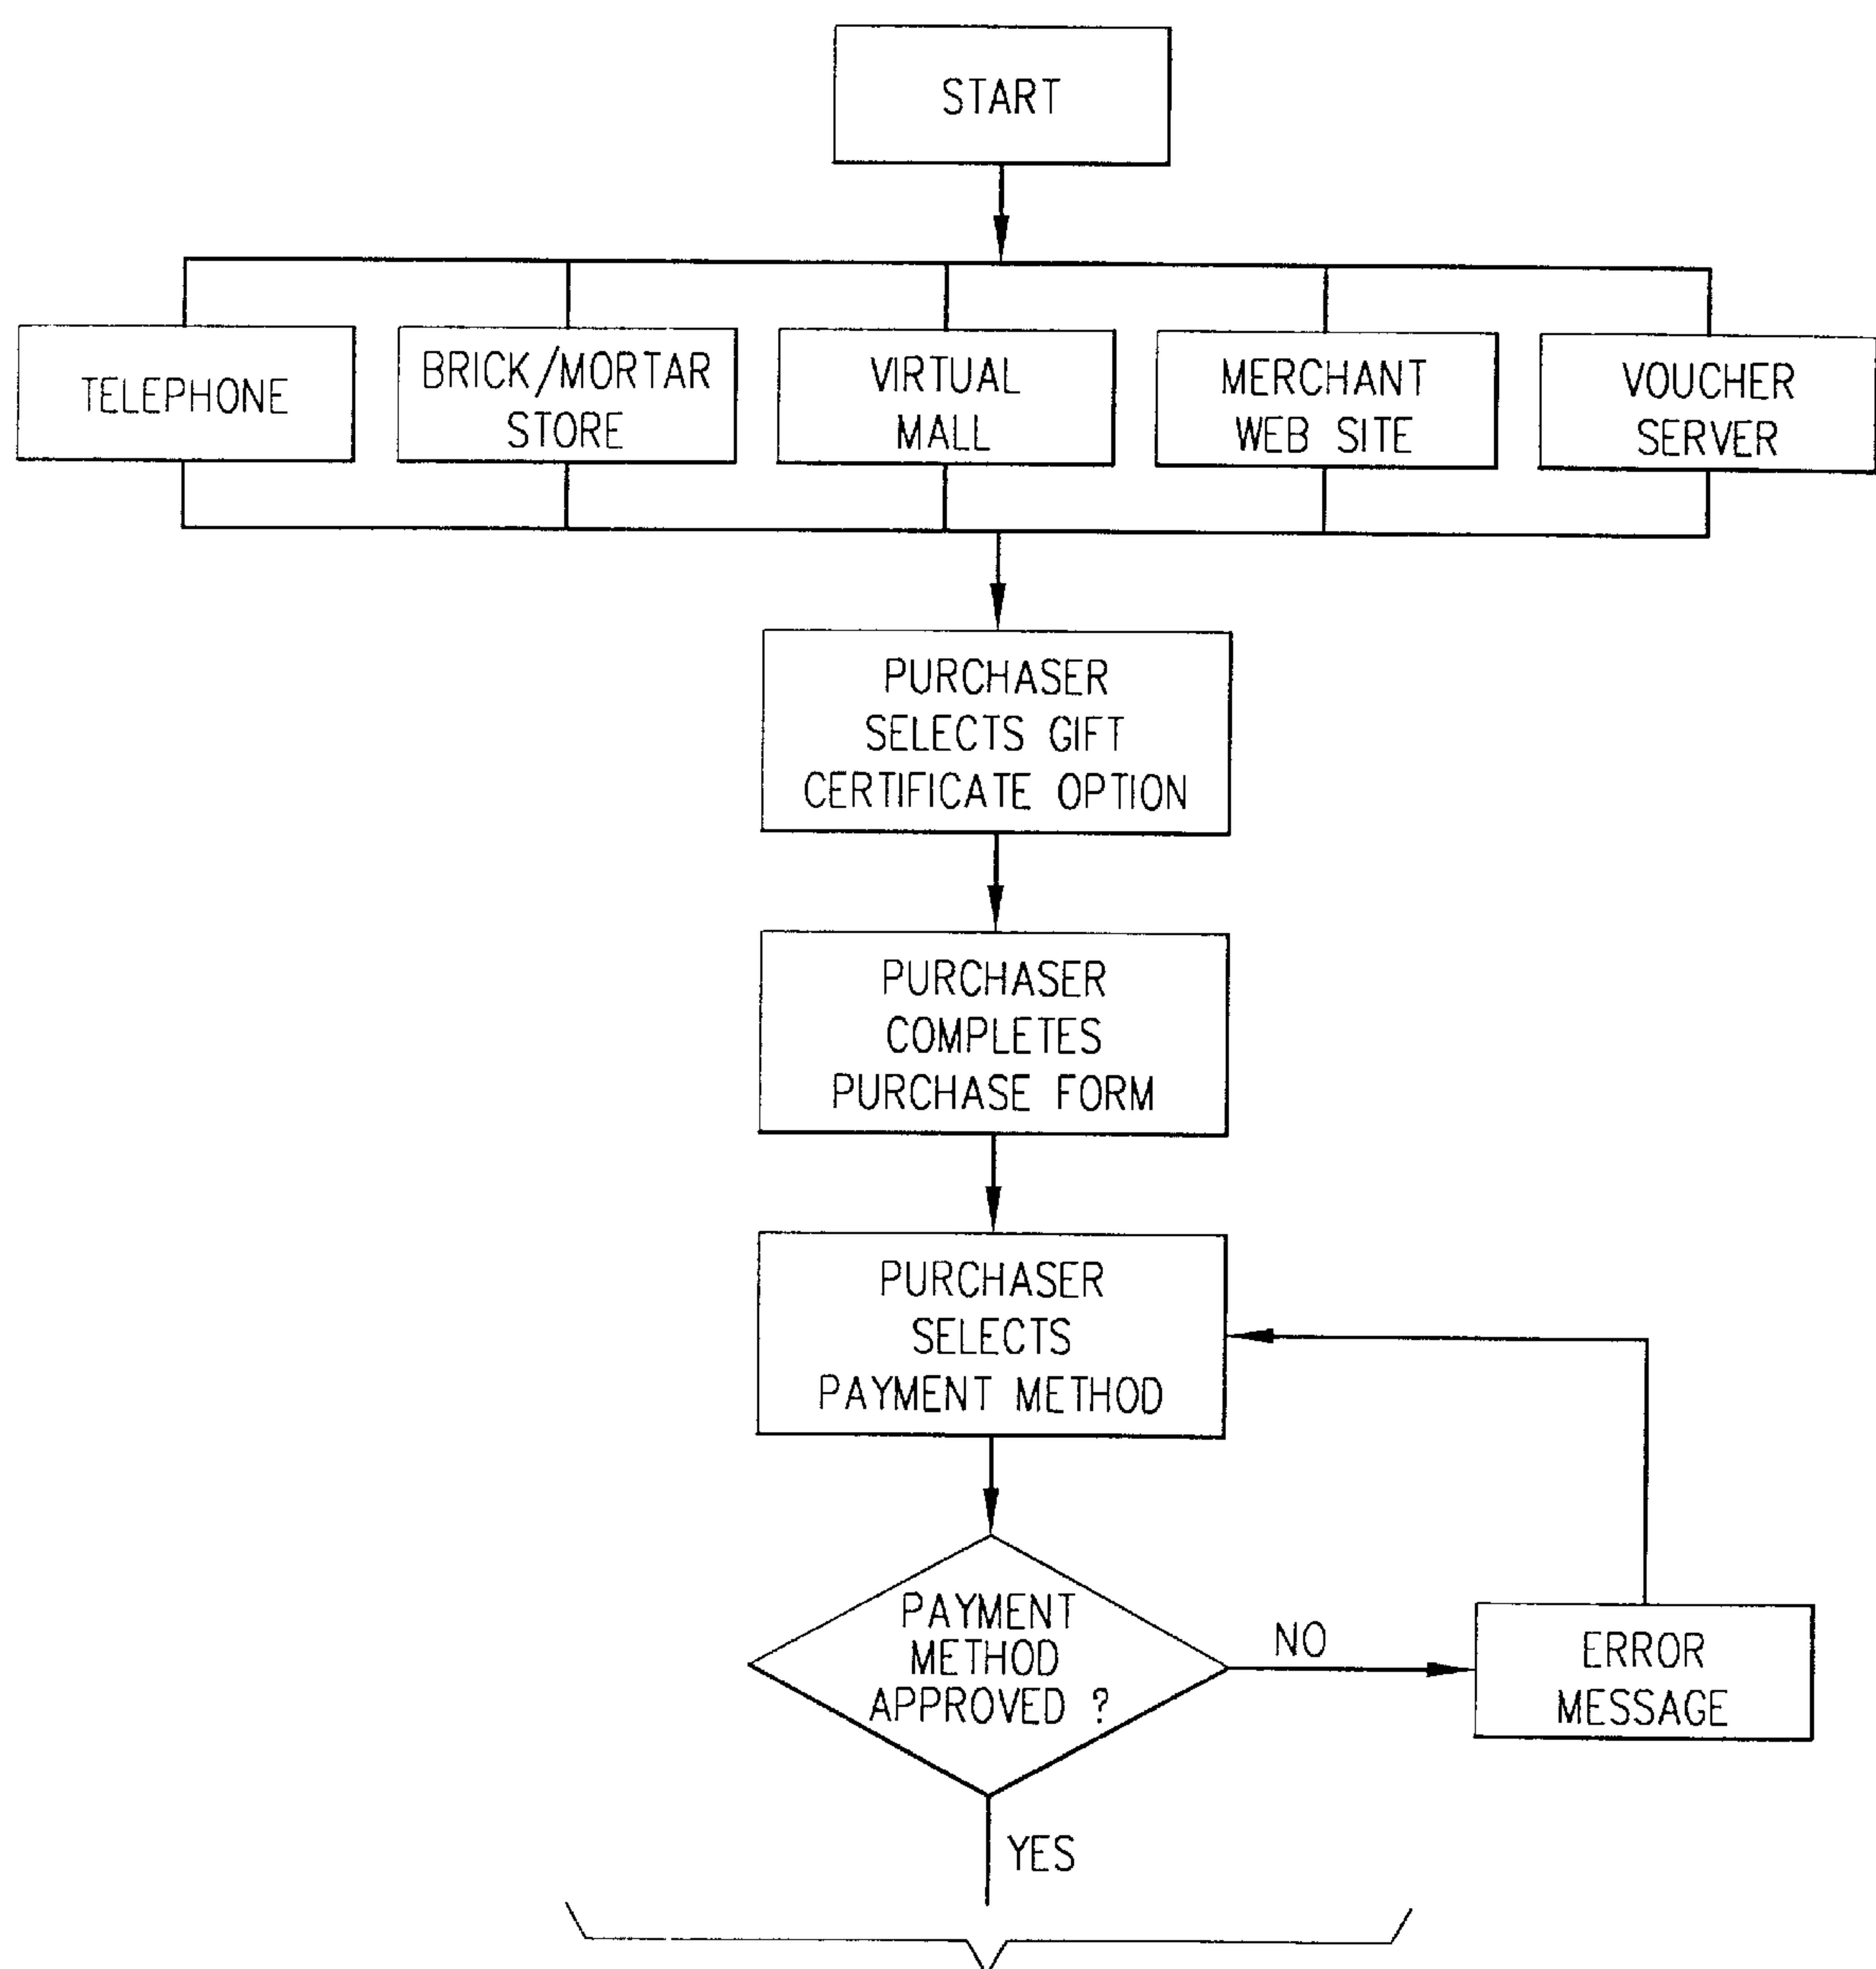 START
TELEPHONE
BRICK/MORTAR
STORE
VIRTUAL
MALL
MERCHANT
WEB SITE
VOUCHER
SERVER
PURCHASER
SELECTS GIFT
CERTIFICATE OPTION
PURCHASER
COMPLETES
PURCHASE FORM
PURCHASER
SELECTS
PAYMENT METHOD
PAYMENT
METHOD
APPROVED ?
NO
ERROR
MESSAGE
YES